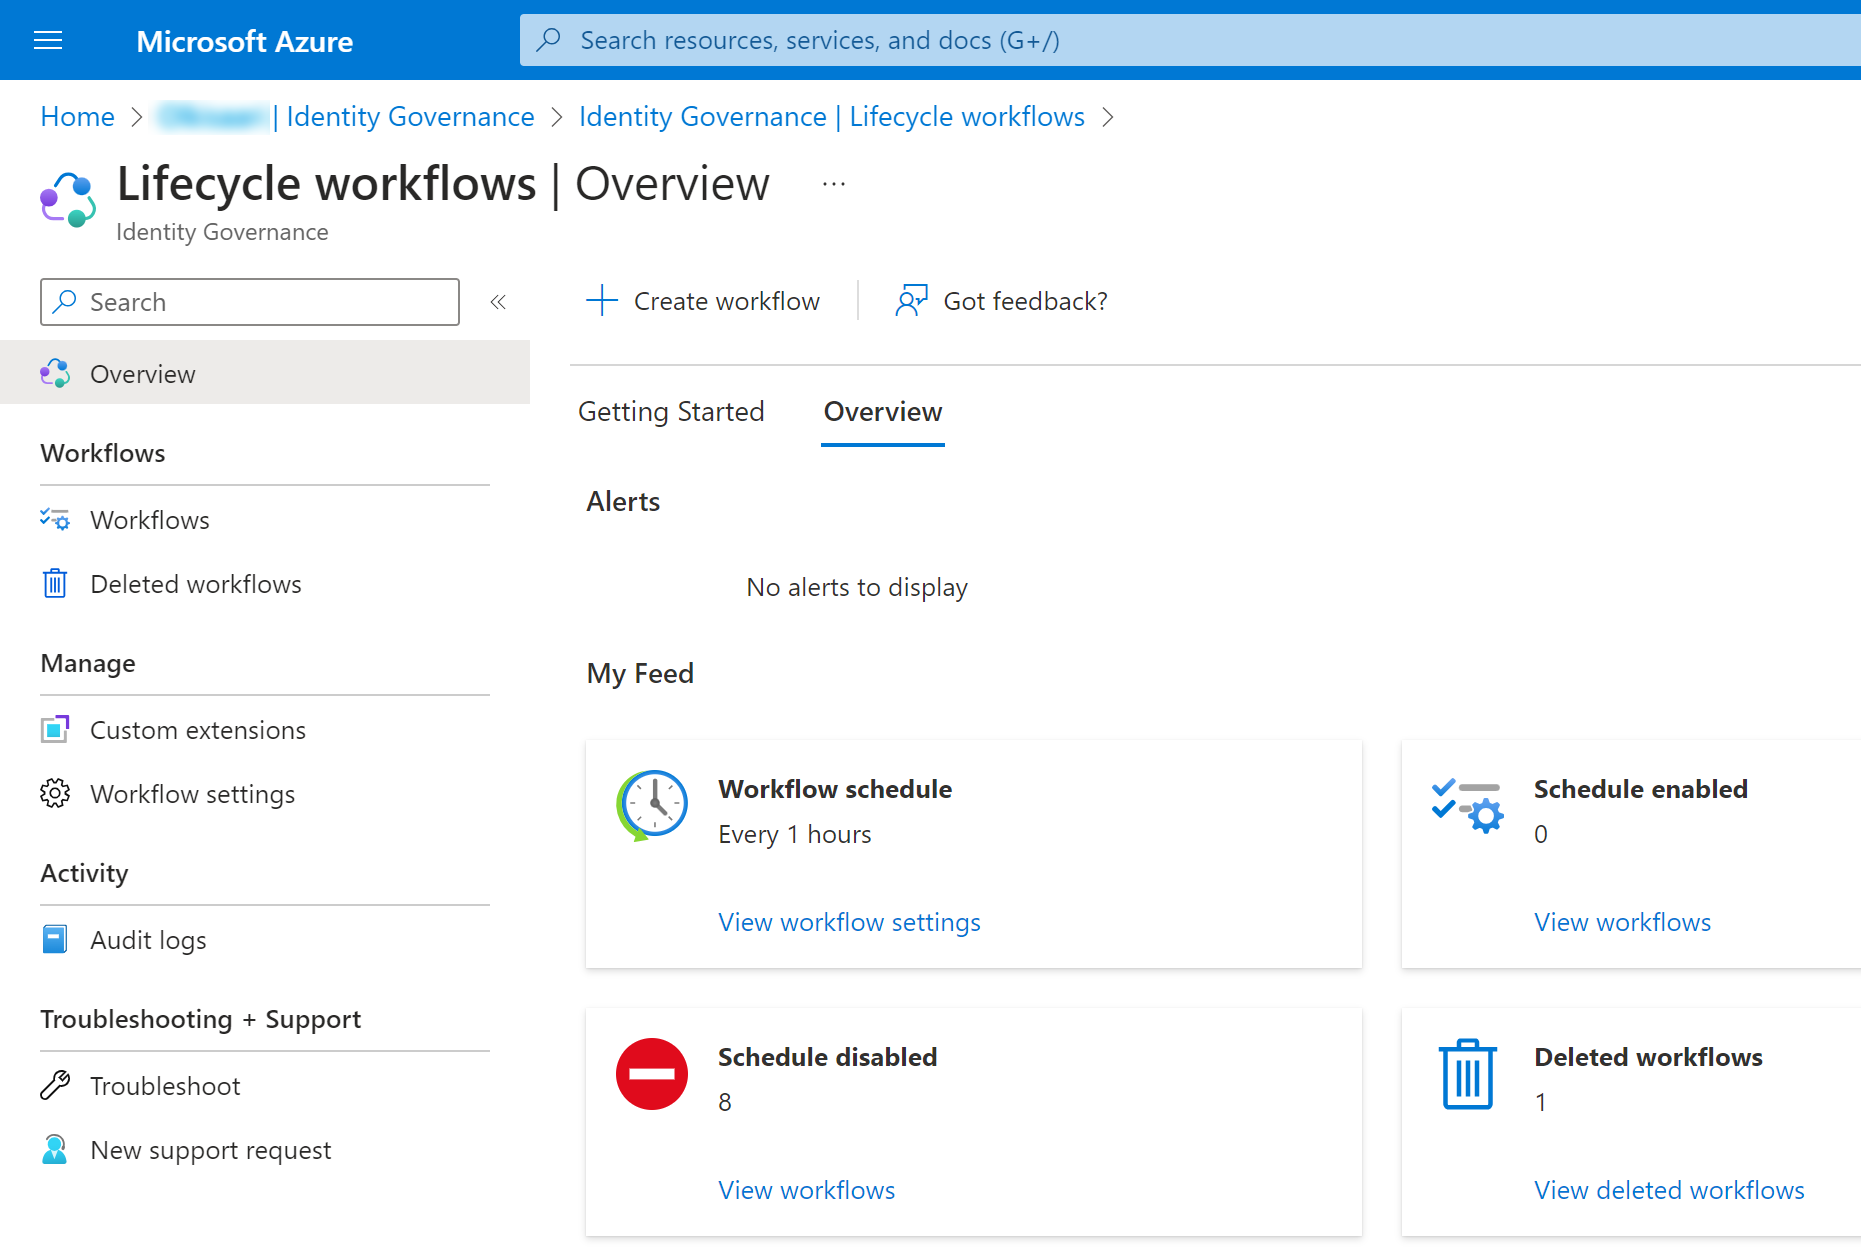 Microsoft Azure
Search resources, services, and docs (G+/)
Home > | Identity Governance > Identity Governance | Lifecycle workflows >
Lifecycle workflows | Overview ...
Identity Governance
Search «
Create workflow
Got feedback?
Overview
Workflows
Workflows
Deleted workflows
Manage
Custom extensions
Workflow settings
Activity
Audit logs
Troubleshooting + Support
Troubleshoot
New support request
Getting Started
Overview
Alerts
No alerts to display
My Feed
Workflow schedule
Every 1 hours
View workflow settings
Schedule enabled
0
View workflows
Schedule disabled
8
View workflows
Deleted workflows
1
View deleted workflows